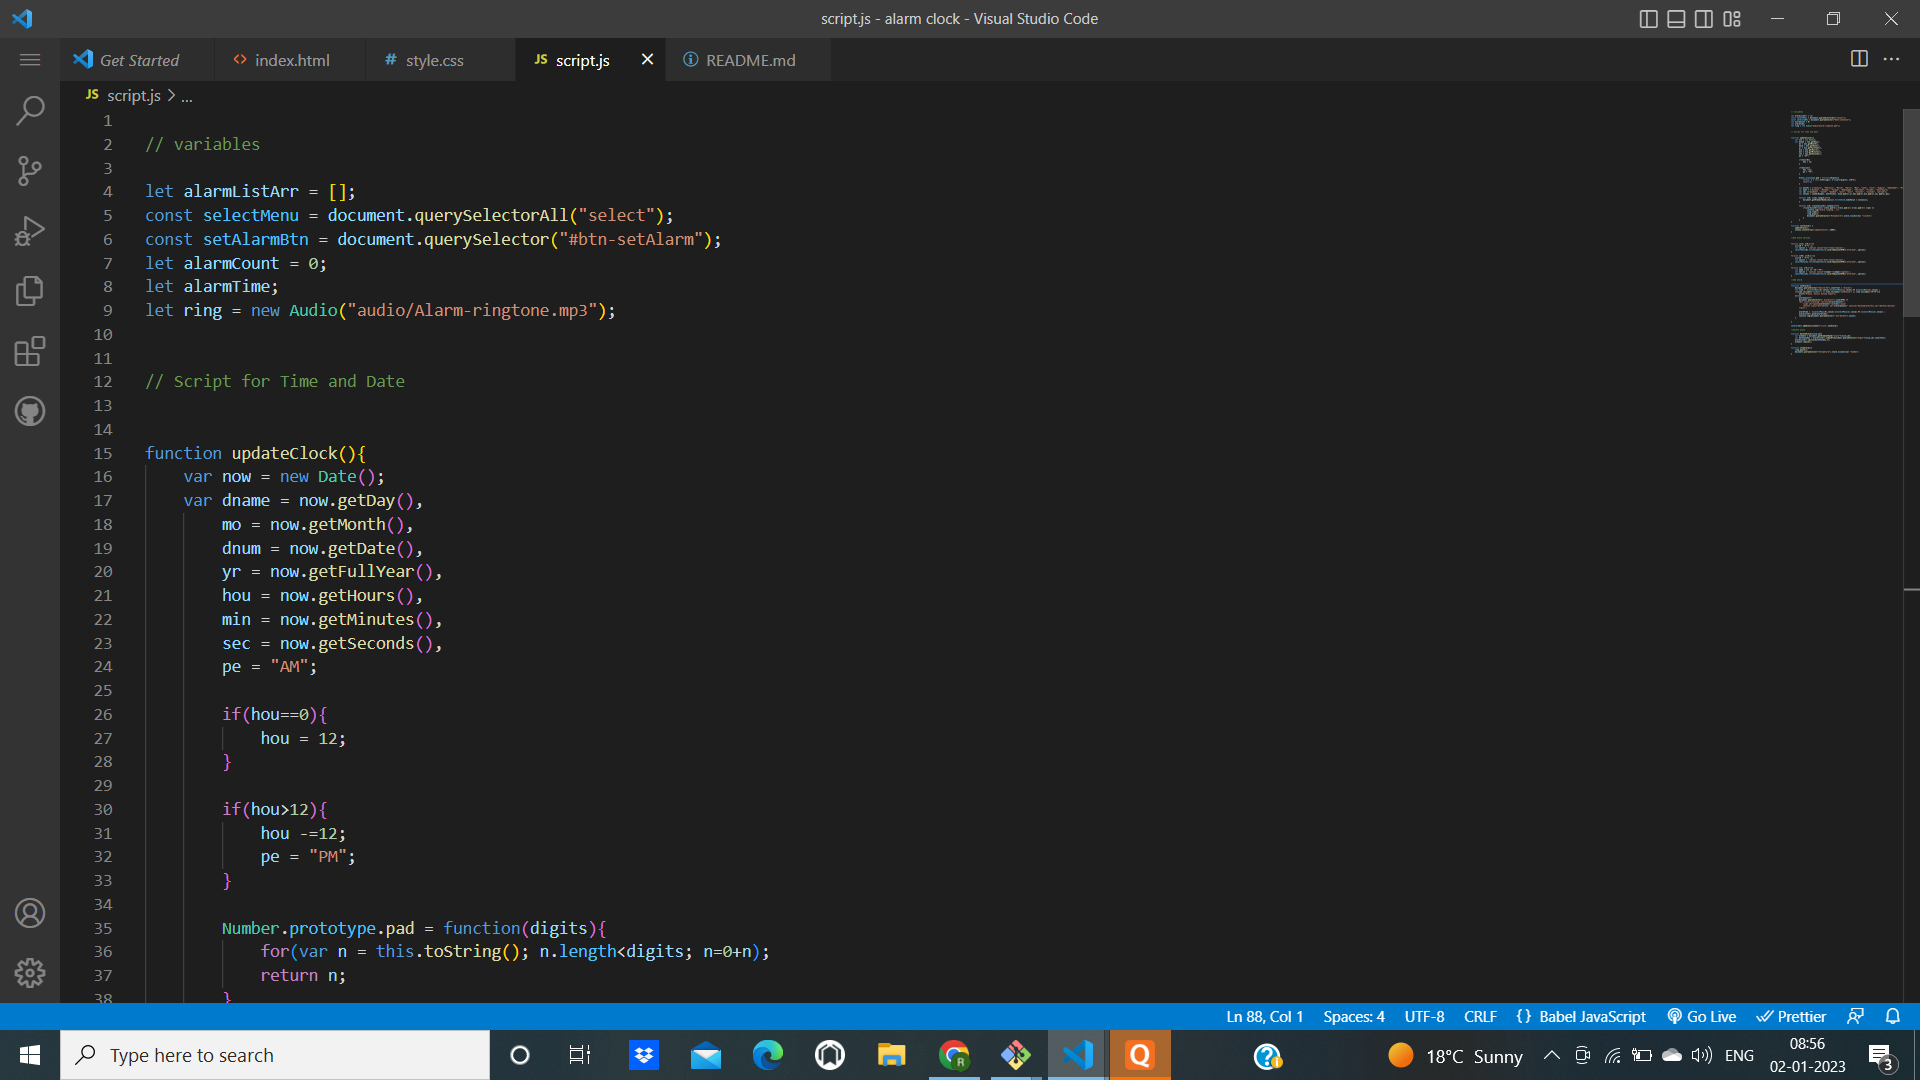 script.js - alarm clock - Visual Studio Code
Get Started
<> index.html
# style.css
JS script.js
README.md
JS script.js > ...
1
2 // variables
3
4 let alarmListArr = [];
5 const selectMenu = document.querySelectorAll("select");
6 const setAlarmBtn = document.querySelector("#btn-setAlarm");
7 let alarmCount = 0;
8 let alarmTime;
9 let ring = new Audio("audio/Alarm-ringtone.mp3");
10
11
12 // Script for Time and Date
13
14
15 function updateClock(){
16 var now = new Date();
17 var dname = now.getDay(),
18 mo = now.getMonth(),
19 dnum = now.getDate(),
20 yr = now.getFullYear(),
21 hou = now.getHours(),
22 min = now.getMinutes(),
23 sec = now.getSeconds(),
24 pe = "AM";
25
26 if(hou==0){
27 hou = 12;
28 }
29
30 if(hou>12){
31 hou -=12;
32 pe = "PM";
33 }
34
35 Number.prototype.pad = function(digits){
36 for(var n = this.toString(); n.length<digits; n=0+n);
37 return n;
38 }
Ln 88, Col 1 Spaces: 4 UTF-8 CRLF {} Babel JavaScript Go Live Prettier
Type here to search
18°C Sunny
ENG
08:56
02-01-2023
3